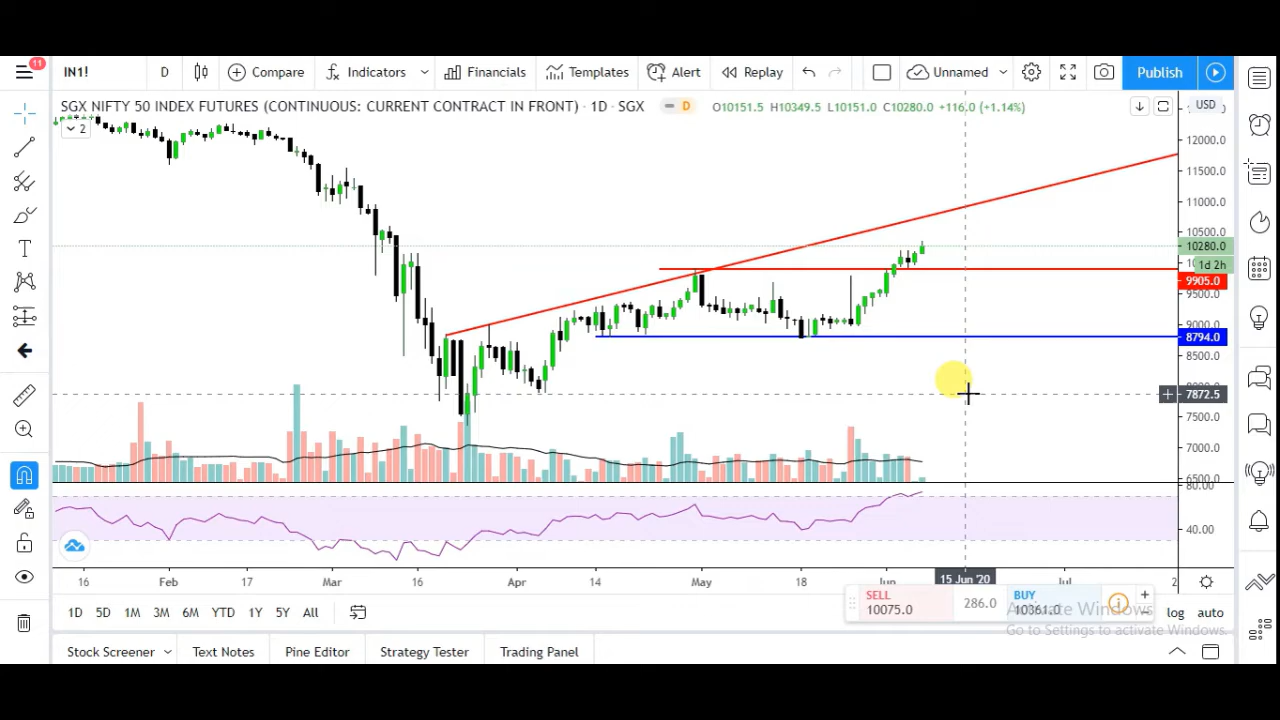 11
IN1!
D
Compare
Indicators
Financials
Templates
Alert
Replay
Unnamed
Publish
SGX NIFTY 50 INDEX FUTURES (CONTINUOUS: CURRENT CONTRACT IN FRONT) · 1D · SGX
D
O10151.5 H10349.5 L10151.0 C10280.0 +116.0 (+1.14%)
USD
2
12000.0
11500.0
11000.0
10500.0
10280.0
1d 2h
9905.0
9500.0
9000.0
8794.0
8500.0
7872.5
7500.0
7000.0
6500.0
80.00
40.00
16
Feb
17
Mar
16
Apr
14
May
18
Jun
15 Jun '20
Jul
SELL
10075.0
286.0
BUY
10361.0
Activate Windows
Go to Settings to activate Windows.
1D
5D
1M
3M
6M
YTD
1Y
5Y
All
log
auto
Stock Screener
Text Notes
Pine Editor
Strategy Tester
Trading Panel